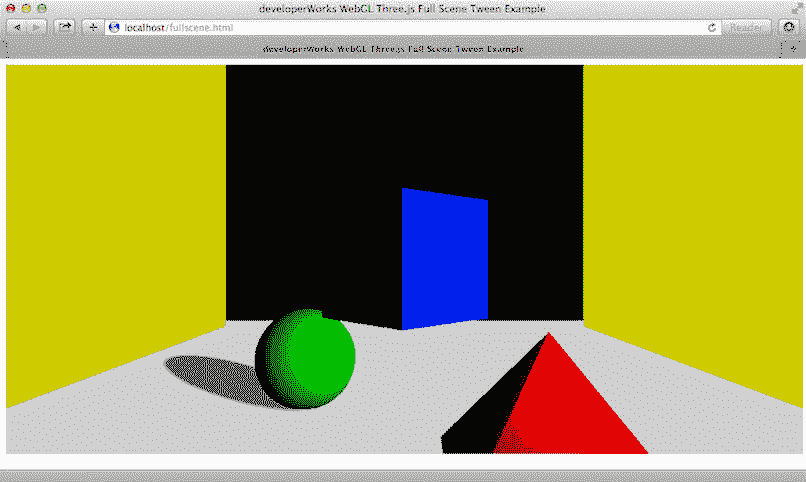 developerWorks WebGL Three.js Full Scene Tween Example
localhost/fullscene.html
Reader
developerWorks WebGL Three.js Full Scene Tween Example